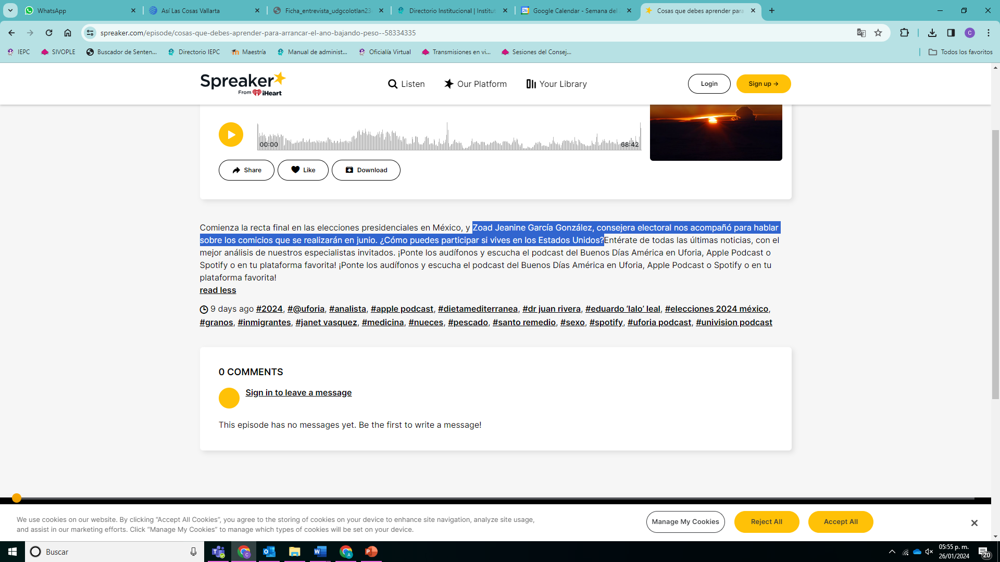 WhatsApp
Así Las Cosas Vallarta
Ficha_entrevista_udgcolotlan23
Directorio Institucional | Institut
Google Calendar - Semana del
Cosas que debes aprender para
spreaker.com/episode/cosas-que-debes-aprender-para-arrancar-el-ano-bajando-peso--58334335
C
IEPC
SIVOPLE
Buscador de Senten...
Directorio IEPC
Maestría
Manual de administ...
Oficialía Virtual
Transmisiones en vi...
Sesiones del Consej...
Todos los favoritos
Spreaker
From iHeart
Listen
Our Platform
Your Library
Login
Sign up →
00:00
68:42
Share
Like
Download
Comienza la recta final en las elecciones presidenciales en México, y Zoad Jeanine García González, consejera electoral nos acompañó para hablar
sobre los comicios que se realizarán en junio. ¿Cómo puedes participar si vives en los Estados Unidos?Entérate de todas las últimas noticias, con el
mejor análisis de nuestros especialistas invitados. ¡Ponte los audífonos y escucha el podcast del Buenos Días América en Uforia, Apple Podcast o
Spotify o en tu plataforma favorita! ¡Ponte los audífonos y escucha el podcast del Buenos Días América en Uforia, Apple Podcast o Spotify o en tu
plataforma favorita!
read less
9 days ago #2024, #@uforia, #analista, #apple podcast, #dietamediterranea, #dr juan rivera, #eduardo ‘lalo’ leal, #elecciones 2024 méxico,
#granos, #inmigrantes, #janet vasquez, #medicina, #nueces, #pescado, #santo remedio, #sexo, #spotify, #uforia podcast, #univision podcast
0 COMMENTS
Sign in to leave a message
This episode has no messages yet. Be the first to write a message!
We use cookies on our website. By clicking “Accept All Cookies”, you agree to the storing of cookies on your device to enhance site navigation, analyze site usage,
and assist in our marketing efforts. Click “Manage My Cookies” to manage which types of cookies will be set on your device.
Manage My Cookies
Reject All
Accept All
Buscar
05:55 p. m.
26/01/2024
20